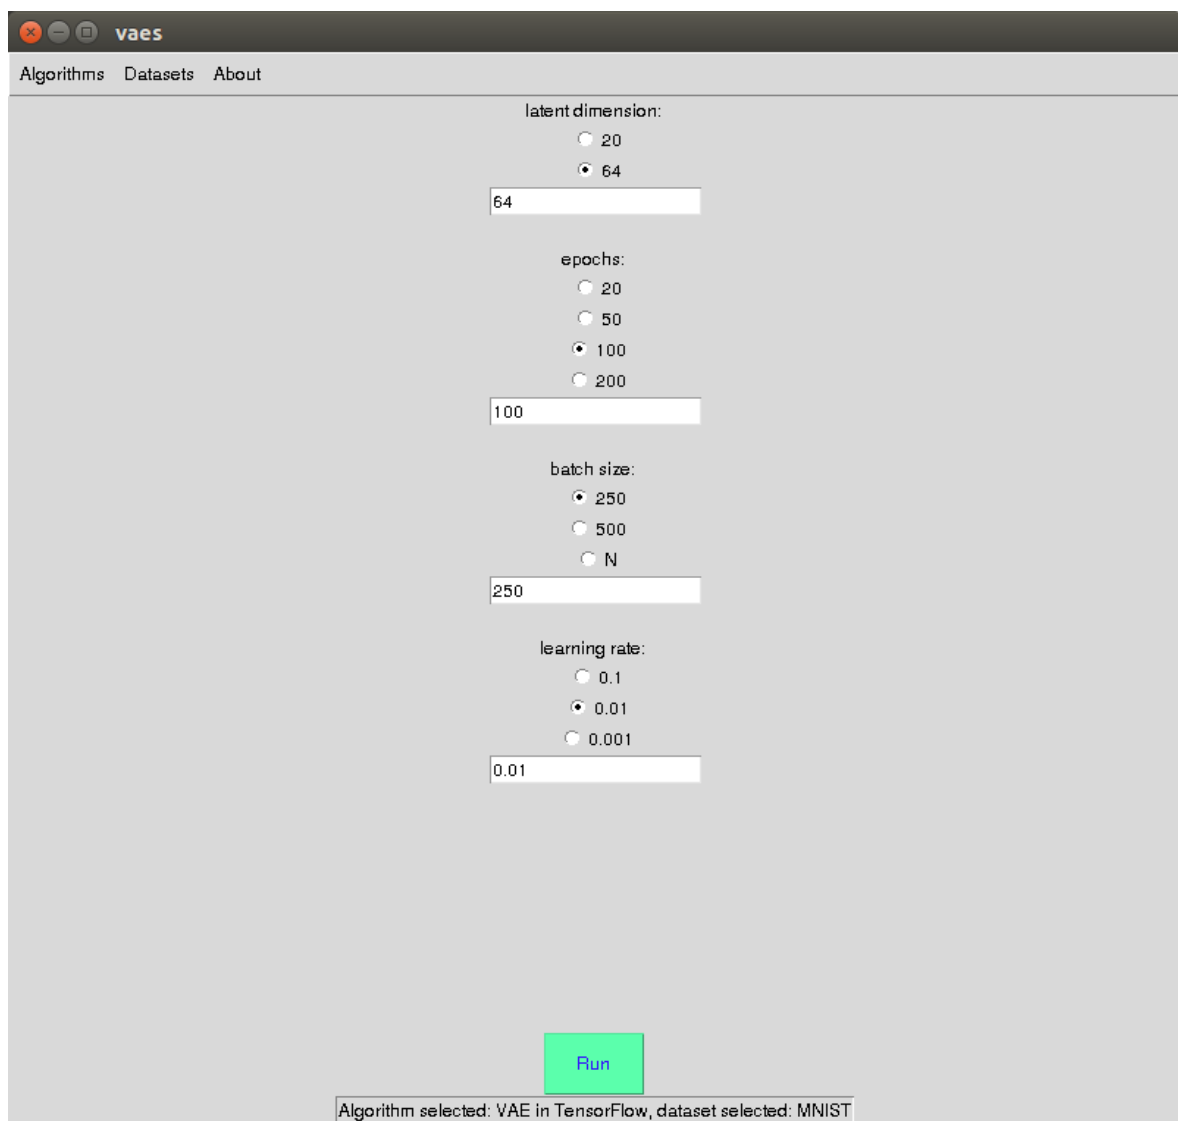 vaes
Algorithms Datasets About
latent dimension:
20
64
64
epochs:
20
50
100
200
100
batch size:
250
500
N
250
learning rate:
0.1
0.01
0.001
0.01
Run
Algorithm selected: VAE in TensorFlow, dataset selected: MNIST